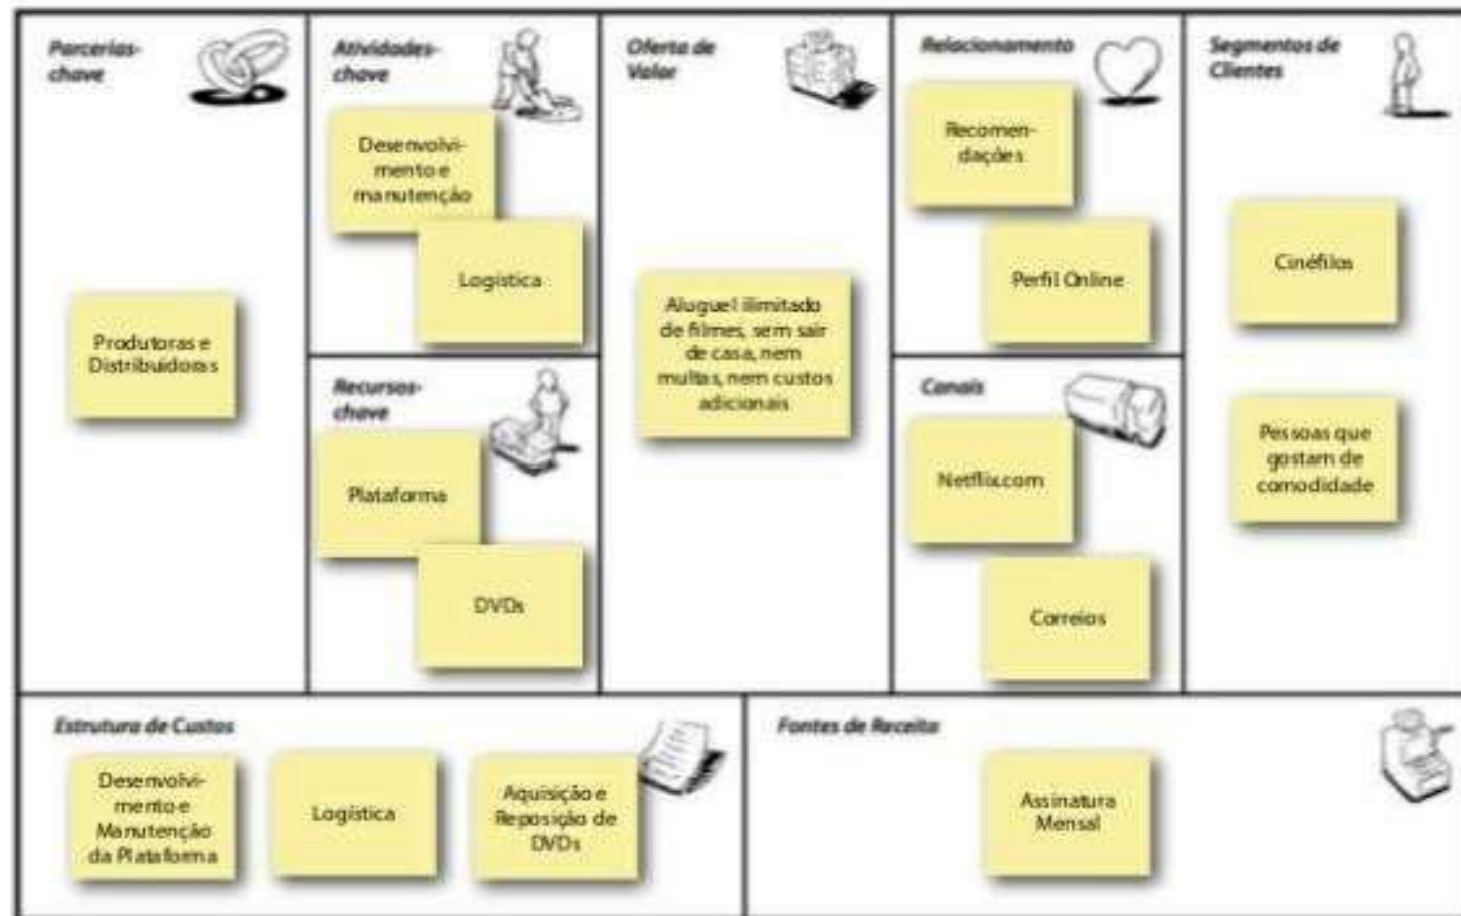 Parcerias-
chave
Produtoras e
Distribuidoras
Atividades-
chave
Desenvolvi-
mento e
manutenção
Logística
Recursos-
chave
Plataforma
DVDs
Oferta de
Valor
Aluguel ilimitado
de filmes, sem sair
de casa, nem
multas, nem custos
adicionais
Relacionamento
Recomen-
dações
Perfil Online
Canais
Netflix.com
Correios
Segmentos de
Clientes
Cinéfilos
Pessoas que
gostam de
comodidade
Estrutura de Custos
Desenvolvi-
mento e
Manutenção
da Plataforma
Logística
Aquisição e
Reposição de
DVDs
Fontes de Receita
Assinatura
Mensal